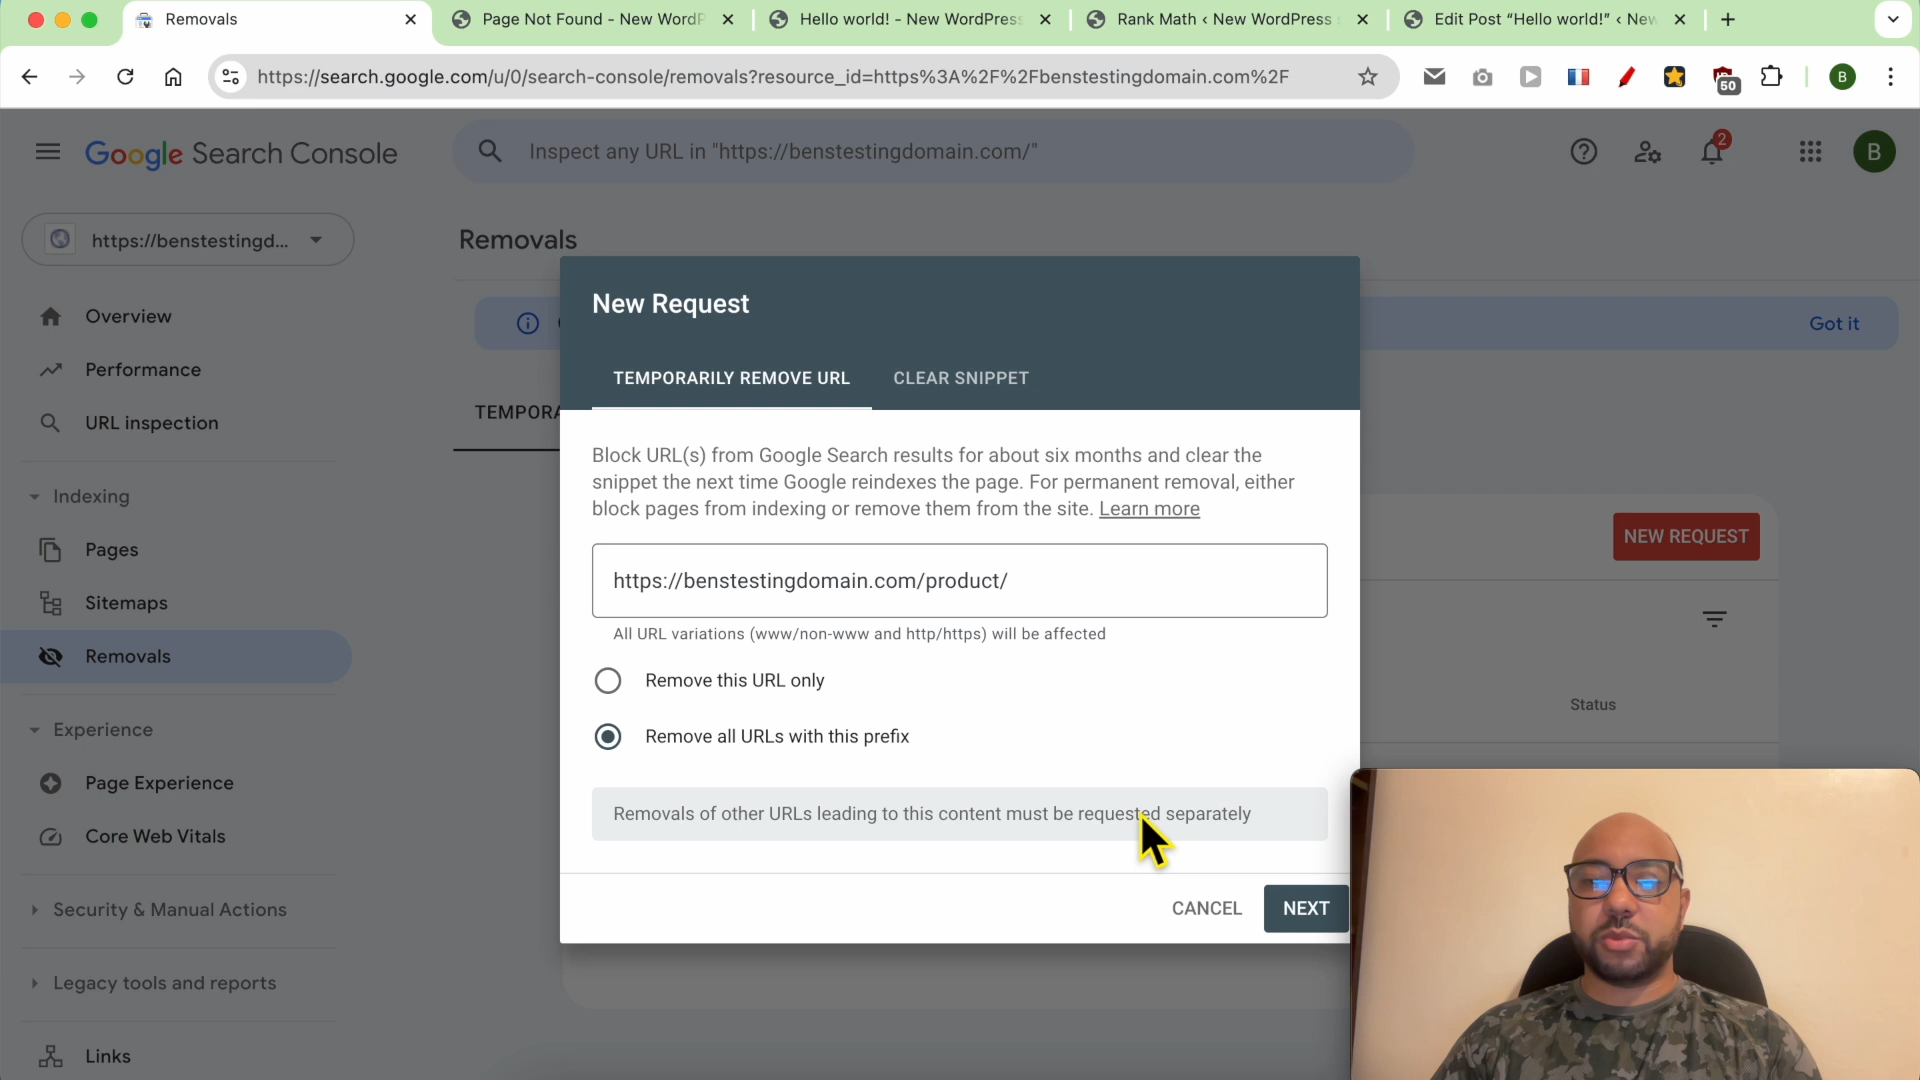 Removals
Page Not Found - New WordP
Hello world! - New WordPress
Rank Math ‹ New WordPress
Edit Post “Hello world!” ‹ New
https://search.google.com/u/0/search-console/removals?resource_id=https%3A%2F%2Fbenstestingdomain.com%2F
50
B
Google Search Console
Inspect any URL in "https://benstestingdomain.com/"
2
B
https://benstestingd...
Removals
Overview
Got it
Performance
TEMPORA
URL inspection
Indexing
Pages
Sitemaps
Removals
Experience
Page Experience
Core Web Vitals
Security & Manual Actions
Legacy tools and reports
Links
New Request
TEMPORARILY REMOVE URL
CLEAR SNIPPET
Block URL(s) from Google Search results for about six months and clear the
snippet the next time Google reindexes the page. For permanent removal, either
block pages from indexing or remove them from the site. Learn more
https://benstestingdomain.com/product/
All URL variations (www/non-www and http/https) will be affected
Remove this URL only
Remove all URLs with this prefix
Removals of other URLs leading to this content must be requested separately
CANCEL
NEXT
NEW REQUEST
Status